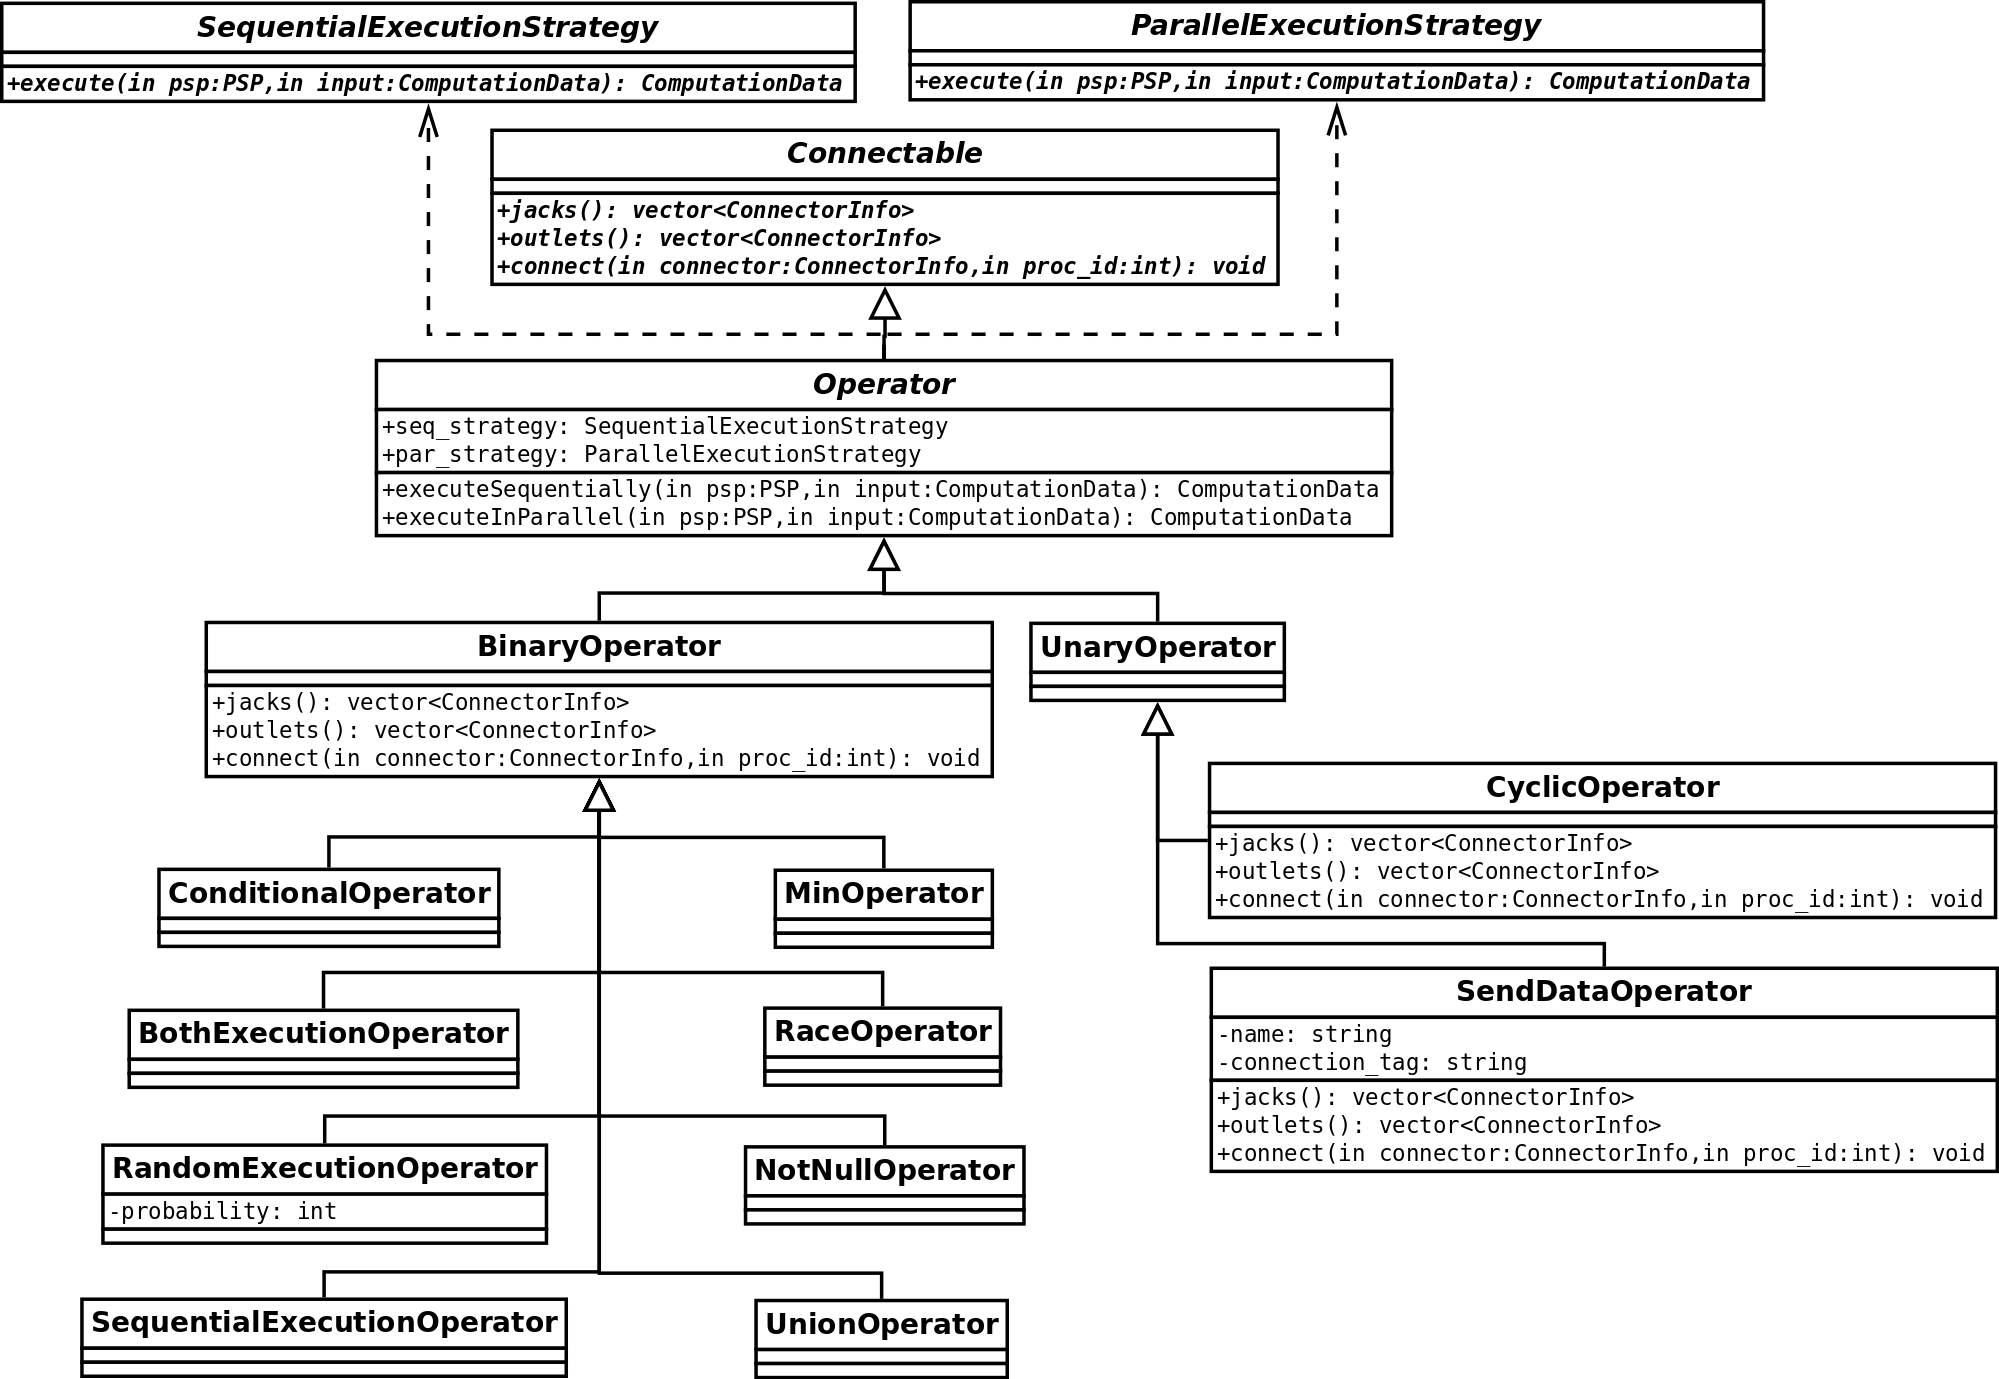 SequentialExecutionStrategy
+execute(in psp:PSP,in input:ComputationData): ComputationData
ParallelExecutionStrategy
+execute(in psp:PSP,in input:ComputationData): ComputationData
Connectable
+jacks(): vector<ConnectorInfo>
+outlets(): vector<ConnectorInfo>
+connect(in connector:ConnectorInfo,in proc_id:int): void
Operator
+seq_strategy: SequentialExecutionStrategy
+par_strategy: ParallelExecutionStrategy
+executeSequentially(in psp:PSP,in input:ComputationData): ComputationData
+executeInParallel(in psp:PSP,in input:ComputationData): ComputationData
BinaryOperator
+jacks(): vector<ConnectorInfo>
+outlets(): vector<ConnectorInfo>
+connect(in connector:ConnectorInfo,in proc_id:int): void
UnaryOperator
CyclicOperator
+jacks(): vector<ConnectorInfo>
+outlets(): vector<ConnectorInfo>
+connect(in connector:ConnectorInfo,in proc_id:int): void
ConditionalOperator
MinOperator
SendDataOperator
-name: string
-connection_tag: string
+jacks(): vector<ConnectorInfo>
+outlets(): vector<ConnectorInfo>
+connect(in connector:ConnectorInfo,in proc_id:int): void
BothExecutionOperator
RaceOperator
RandomExecutionOperator
-probability: int
NotNullOperator
SequentialExecutionOperator
UnionOperator